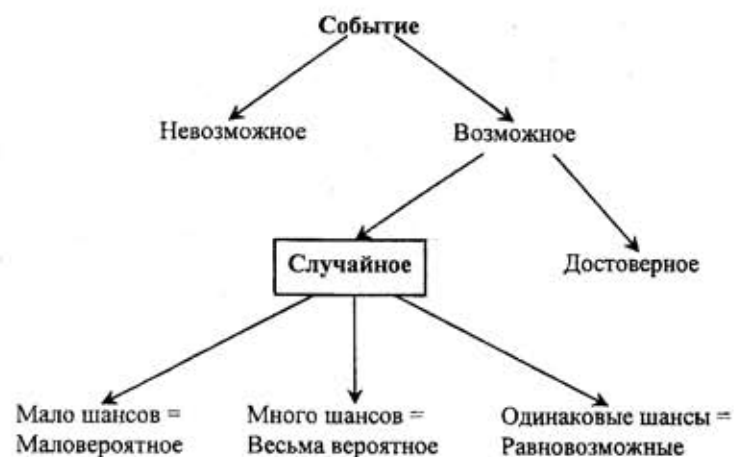 Событие
Невозможное
Возможное
Случайное
Достоверное
Мало шансов =
Маловероятное
Много шансов =
Весьма вероятное
Одинаковые шансы =
Равновозможные